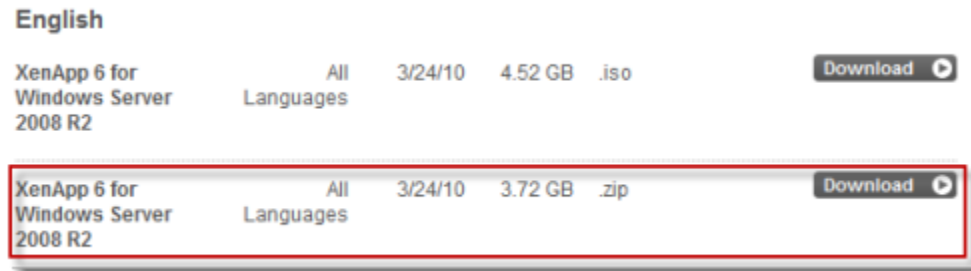 English
XenApp 6 for All 3/24/10 4.52 GB .iso Download
Windows Server Languages
2008 R2
XenApp 6 for All 3/24/10 3.72 GB .zip Download
Windows Server Languages
2008 R2